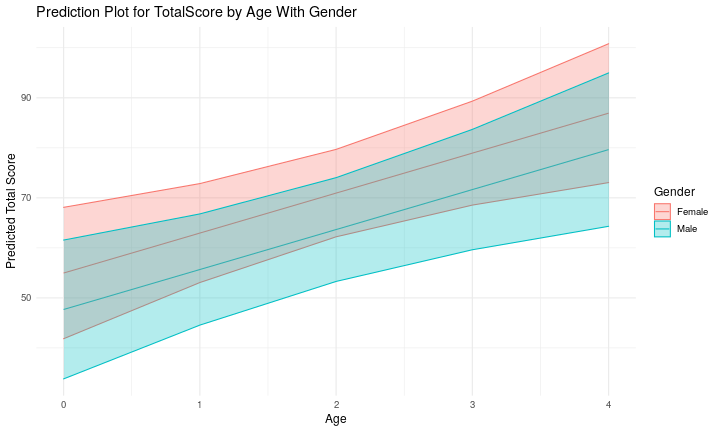 Prediction Plot for TotalScore by Age With Gender
Predicted Total Score
90
70
50
0 1 2 3 4
Age
Gender
Female
Male